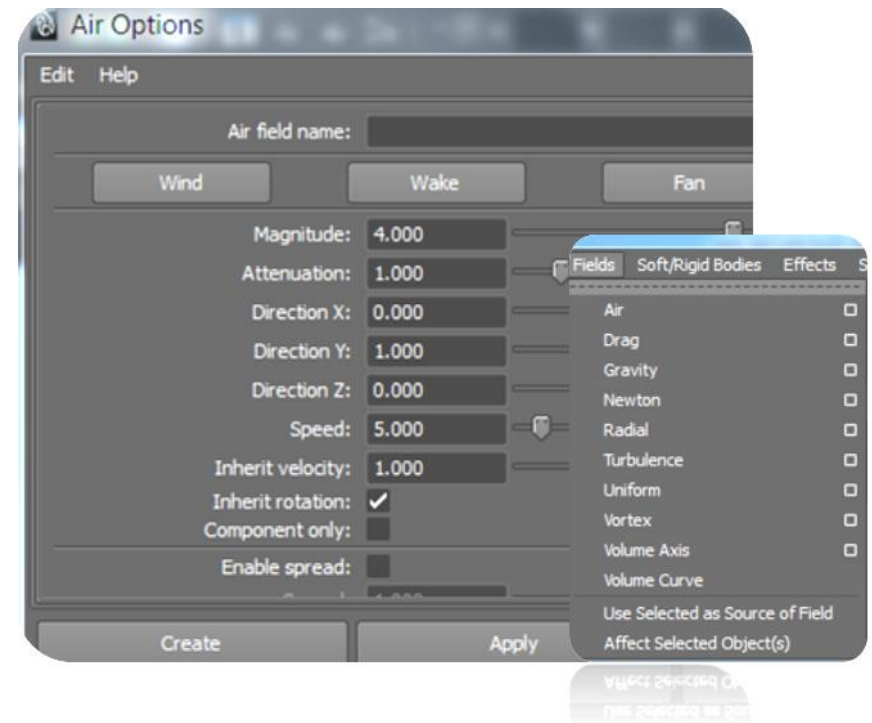 Air Options
Edit Help
Air field name:
Wind Wake Fan
Magnitude: 4.000
Attenuation: 1.000
Direction X: 0.000
Direction Y: 1.000
Direction Z: 0.000
Speed: 5.000
Inherit velocity: 1.000
Inherit rotation:
Component only:
Enable spread:
Create Apply
Fields Soft/Rigid Bodies Effects S
Air
Drag
Gravity
Newton
Radial
Turbulence
Uniform
Vortex
Volume Axis
Volume Curve
Use Selected as Source of Field
Affect Selected Object(s)